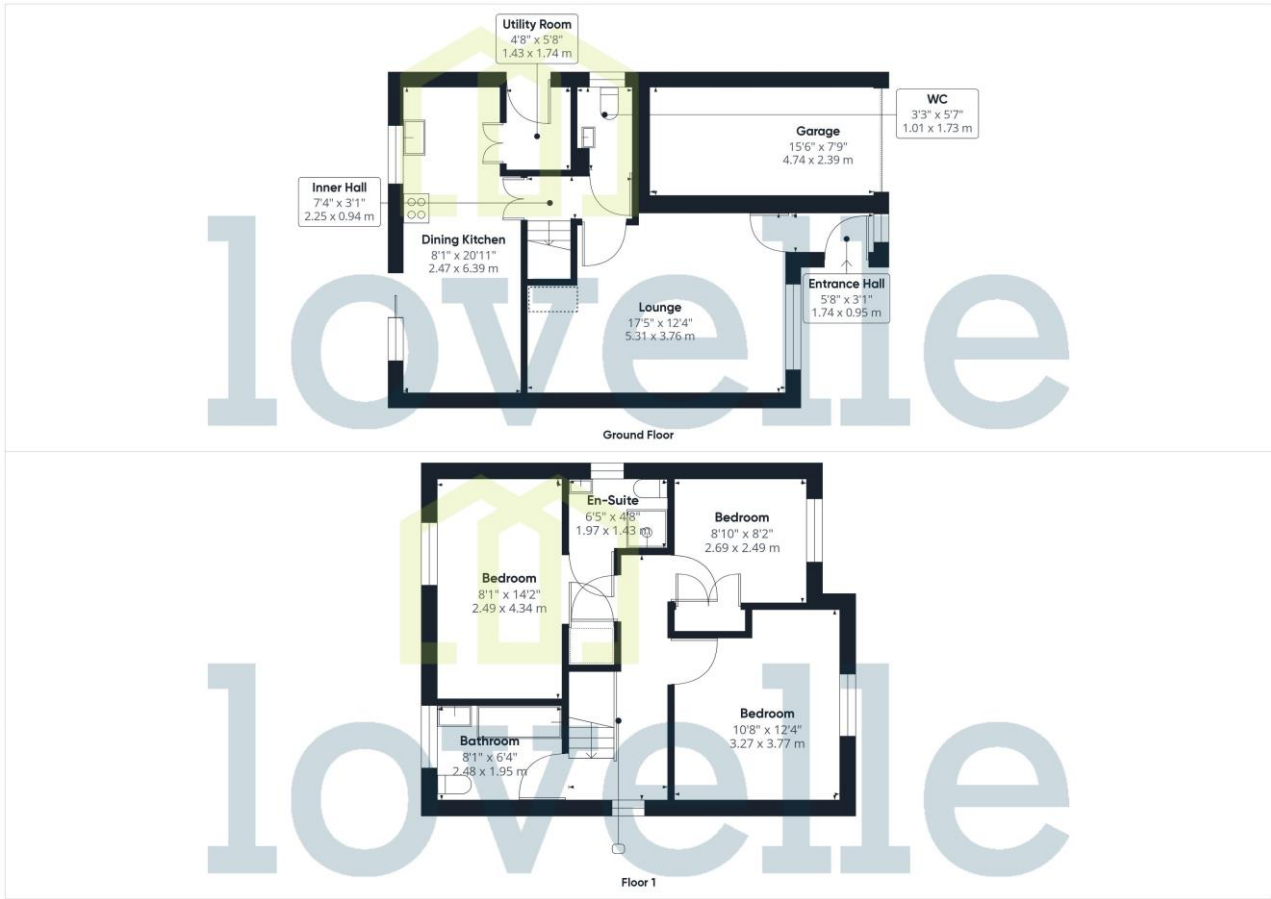 Utility Room
4'8" x 5'8"
1.43 x 1.74 m
WC
3'3" x 5'7"
1.01 x 1.73 m
Garage
15'6" x 7'9"
4.74 x 2.39 m
Inner Hall
7'4" x 3'1"
2.25 x 0.94 m
Dining Kitchen
8'1" x 20'11"
2.47 x 6.39 m
Entrance Hall
5'8" x 3'1"
1.74 x 0.95 m
Lounge
17'5" x 12'4"
5.31 x 3.76 m
lovelle
Ground Floor
En-Suite
6'5" x 4'8"
1.97 x 1.43 m
Bedroom
8'10" x 8'2"
2.69 x 2.49 m
Bedroom
8'1" x 14'2"
2.49 x 4.34 m
Bedroom
10'8" x 12'4"
3.27 x 3.77 m
Bathroom
8'1" x 6'4"
2.48 x 1.95 m
lovelle
Floor 1